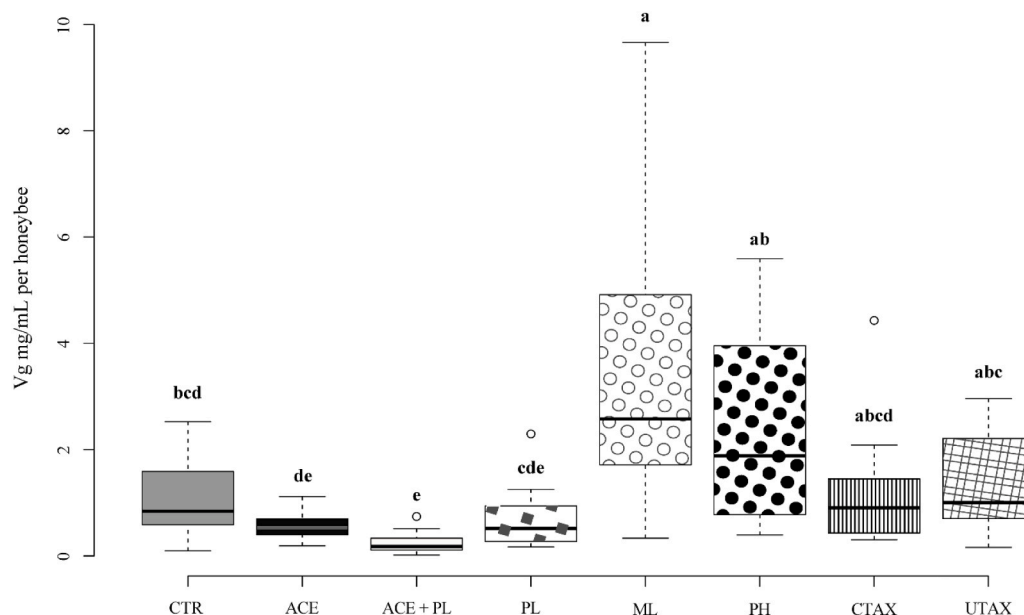 Vg mg/mL per honeybee
10
8
6
4
2
0
a
ab
abc
bcd
abcd
de
e
cde
CTR ACE ACE + PL PL ML PH CTAX UTAX